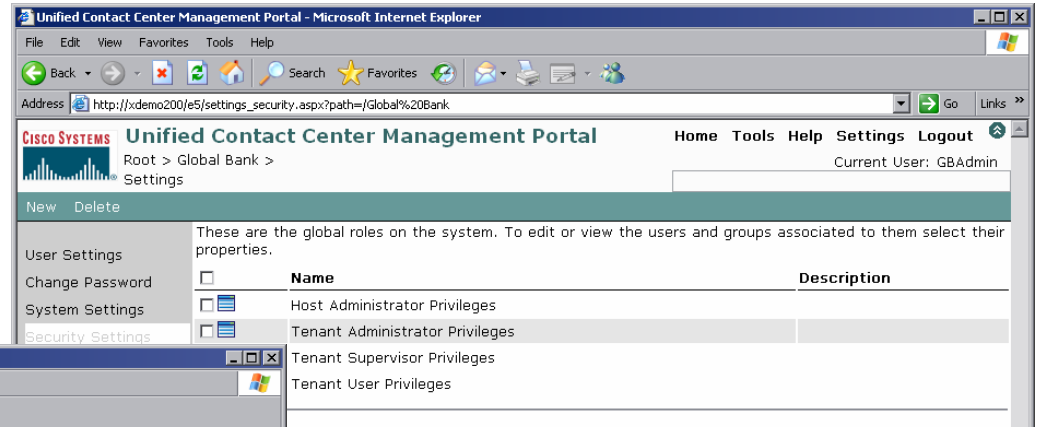 Unified Contact Center Management Portal - Microsoft Internet Explorer
File Edit View Favorites Tools Help
Back Search Favorites
Address http://xdemo200/e5/settings_security.aspx?path=/Global%20Bank Go Links »
CISCO SYSTEMS Unified Contact Center Management Portal Home Tools Help Settings Logout
Root > Global Bank > Current User: GBAdmin
Settings
New Delete
These are the global roles on the system. To edit or view the users and groups associated to them select their
properties.
User Settings
Change Password
System Settings
Security Settings
Name Description
Host Administrator Privileges
Tenant Administrator Privileges
Tenant Supervisor Privileges
Tenant User Privileges